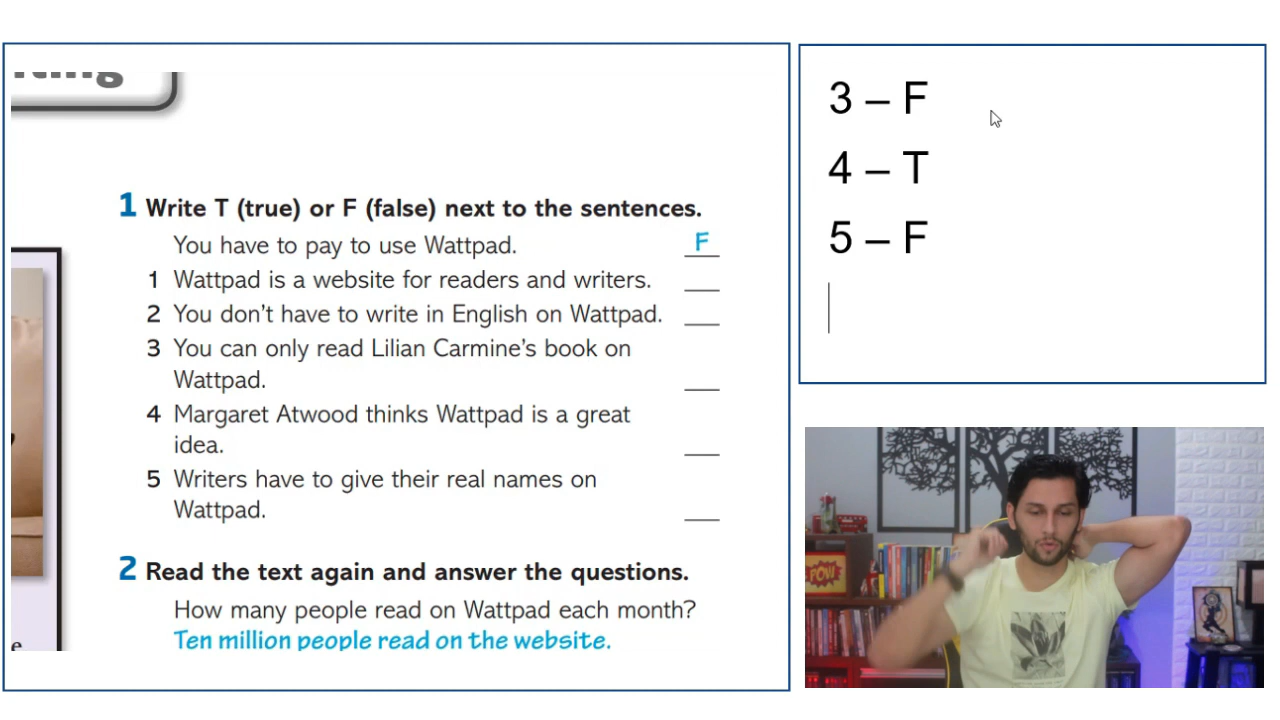 1 Write T (true) or F (false) next to the sentences.
You have to pay to use Wattpad. F
1 Wattpad is a website for readers and writers.
2 You don't have to write in English on Wattpad.
3 You can only read Lilian Carmine's book on
Wattpad.
4 Margaret Atwood thinks Wattpad is a great
idea.
5 Writers have to give their real names on
Wattpad.
2 Read the text again and answer the questions.
How many people read on Wattpad each month?
Ten million people read on the website.
e
3 – F
4 – T
5 – F
POV!